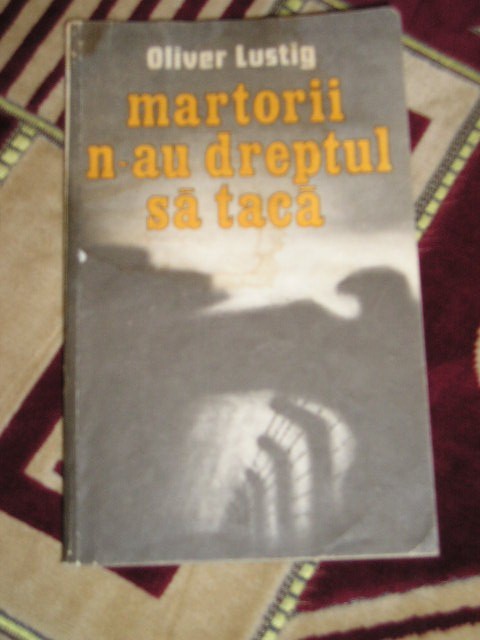 Oliver Lustig
martorii
n-au dreptul
să tacă